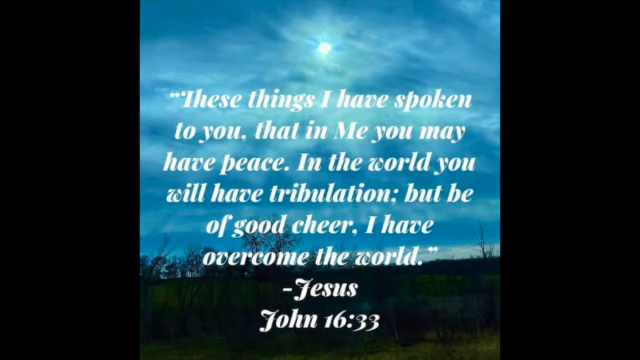 “These things I have spoken
to you, that in Me you may
have peace. In the world you
will have tribulation; but be
of good cheer, I have
overcome the world.”
-Jesus
John 16:33